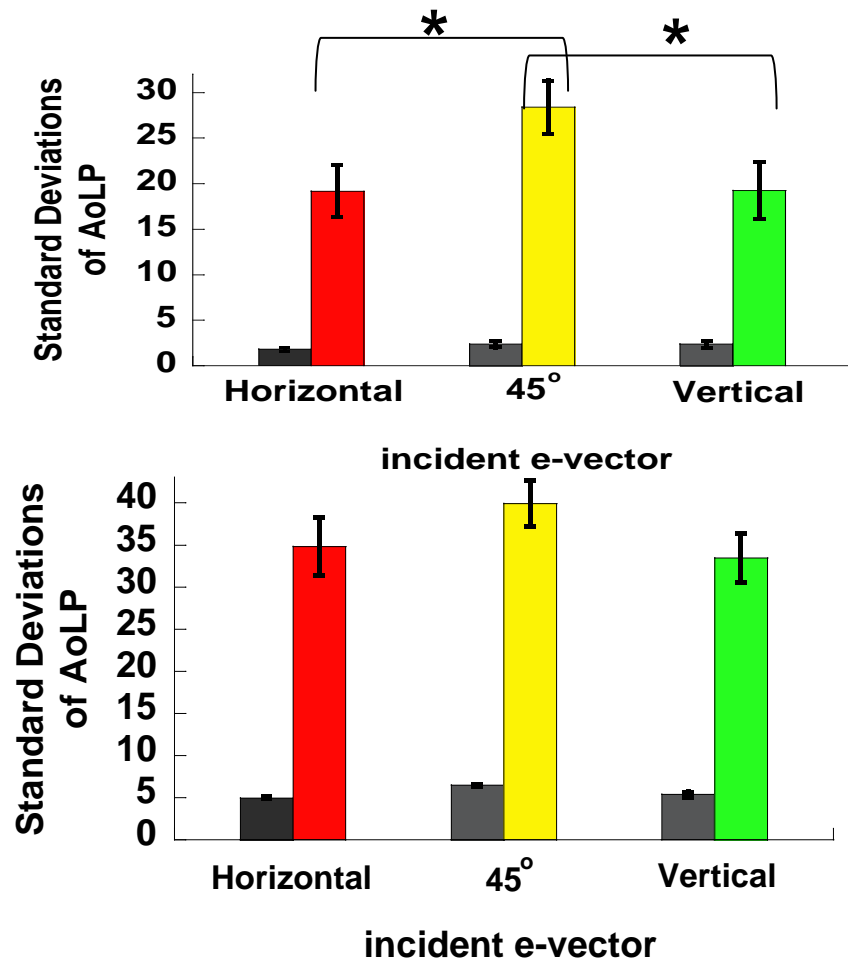 * *
Standard Deviations
of AoLP
30
25
20
15
10
5
0
Horizontal 45° Vertical
incident e-vector
Standard Deviations
of AoLP
40
35
30
25
20
15
10
5
0
Horizontal 45° Vertical
incident e-vector